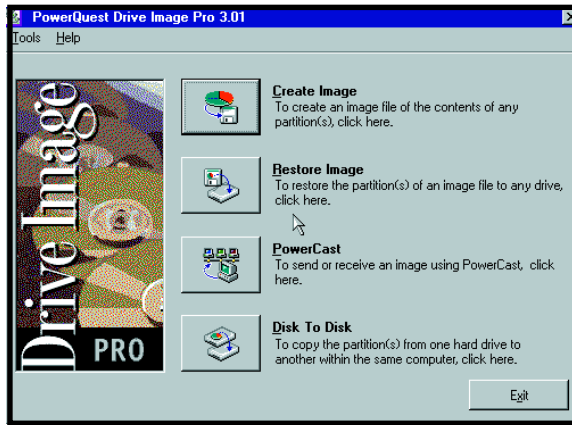 PowerQuest Drive Image Pro 3.01
Tools Help
Drive Image
PRO
Create Image
To create an image file of the contents of any
partition(s), click here.
Restore Image
To restore the partition(s) of an image file to any drive,
click here.
PowerCast
To send or receive an image using PowerCast, click
here.
Disk To Disk
To copy the partition(s) from one hard drive to
another within the same computer, click here.
Exit